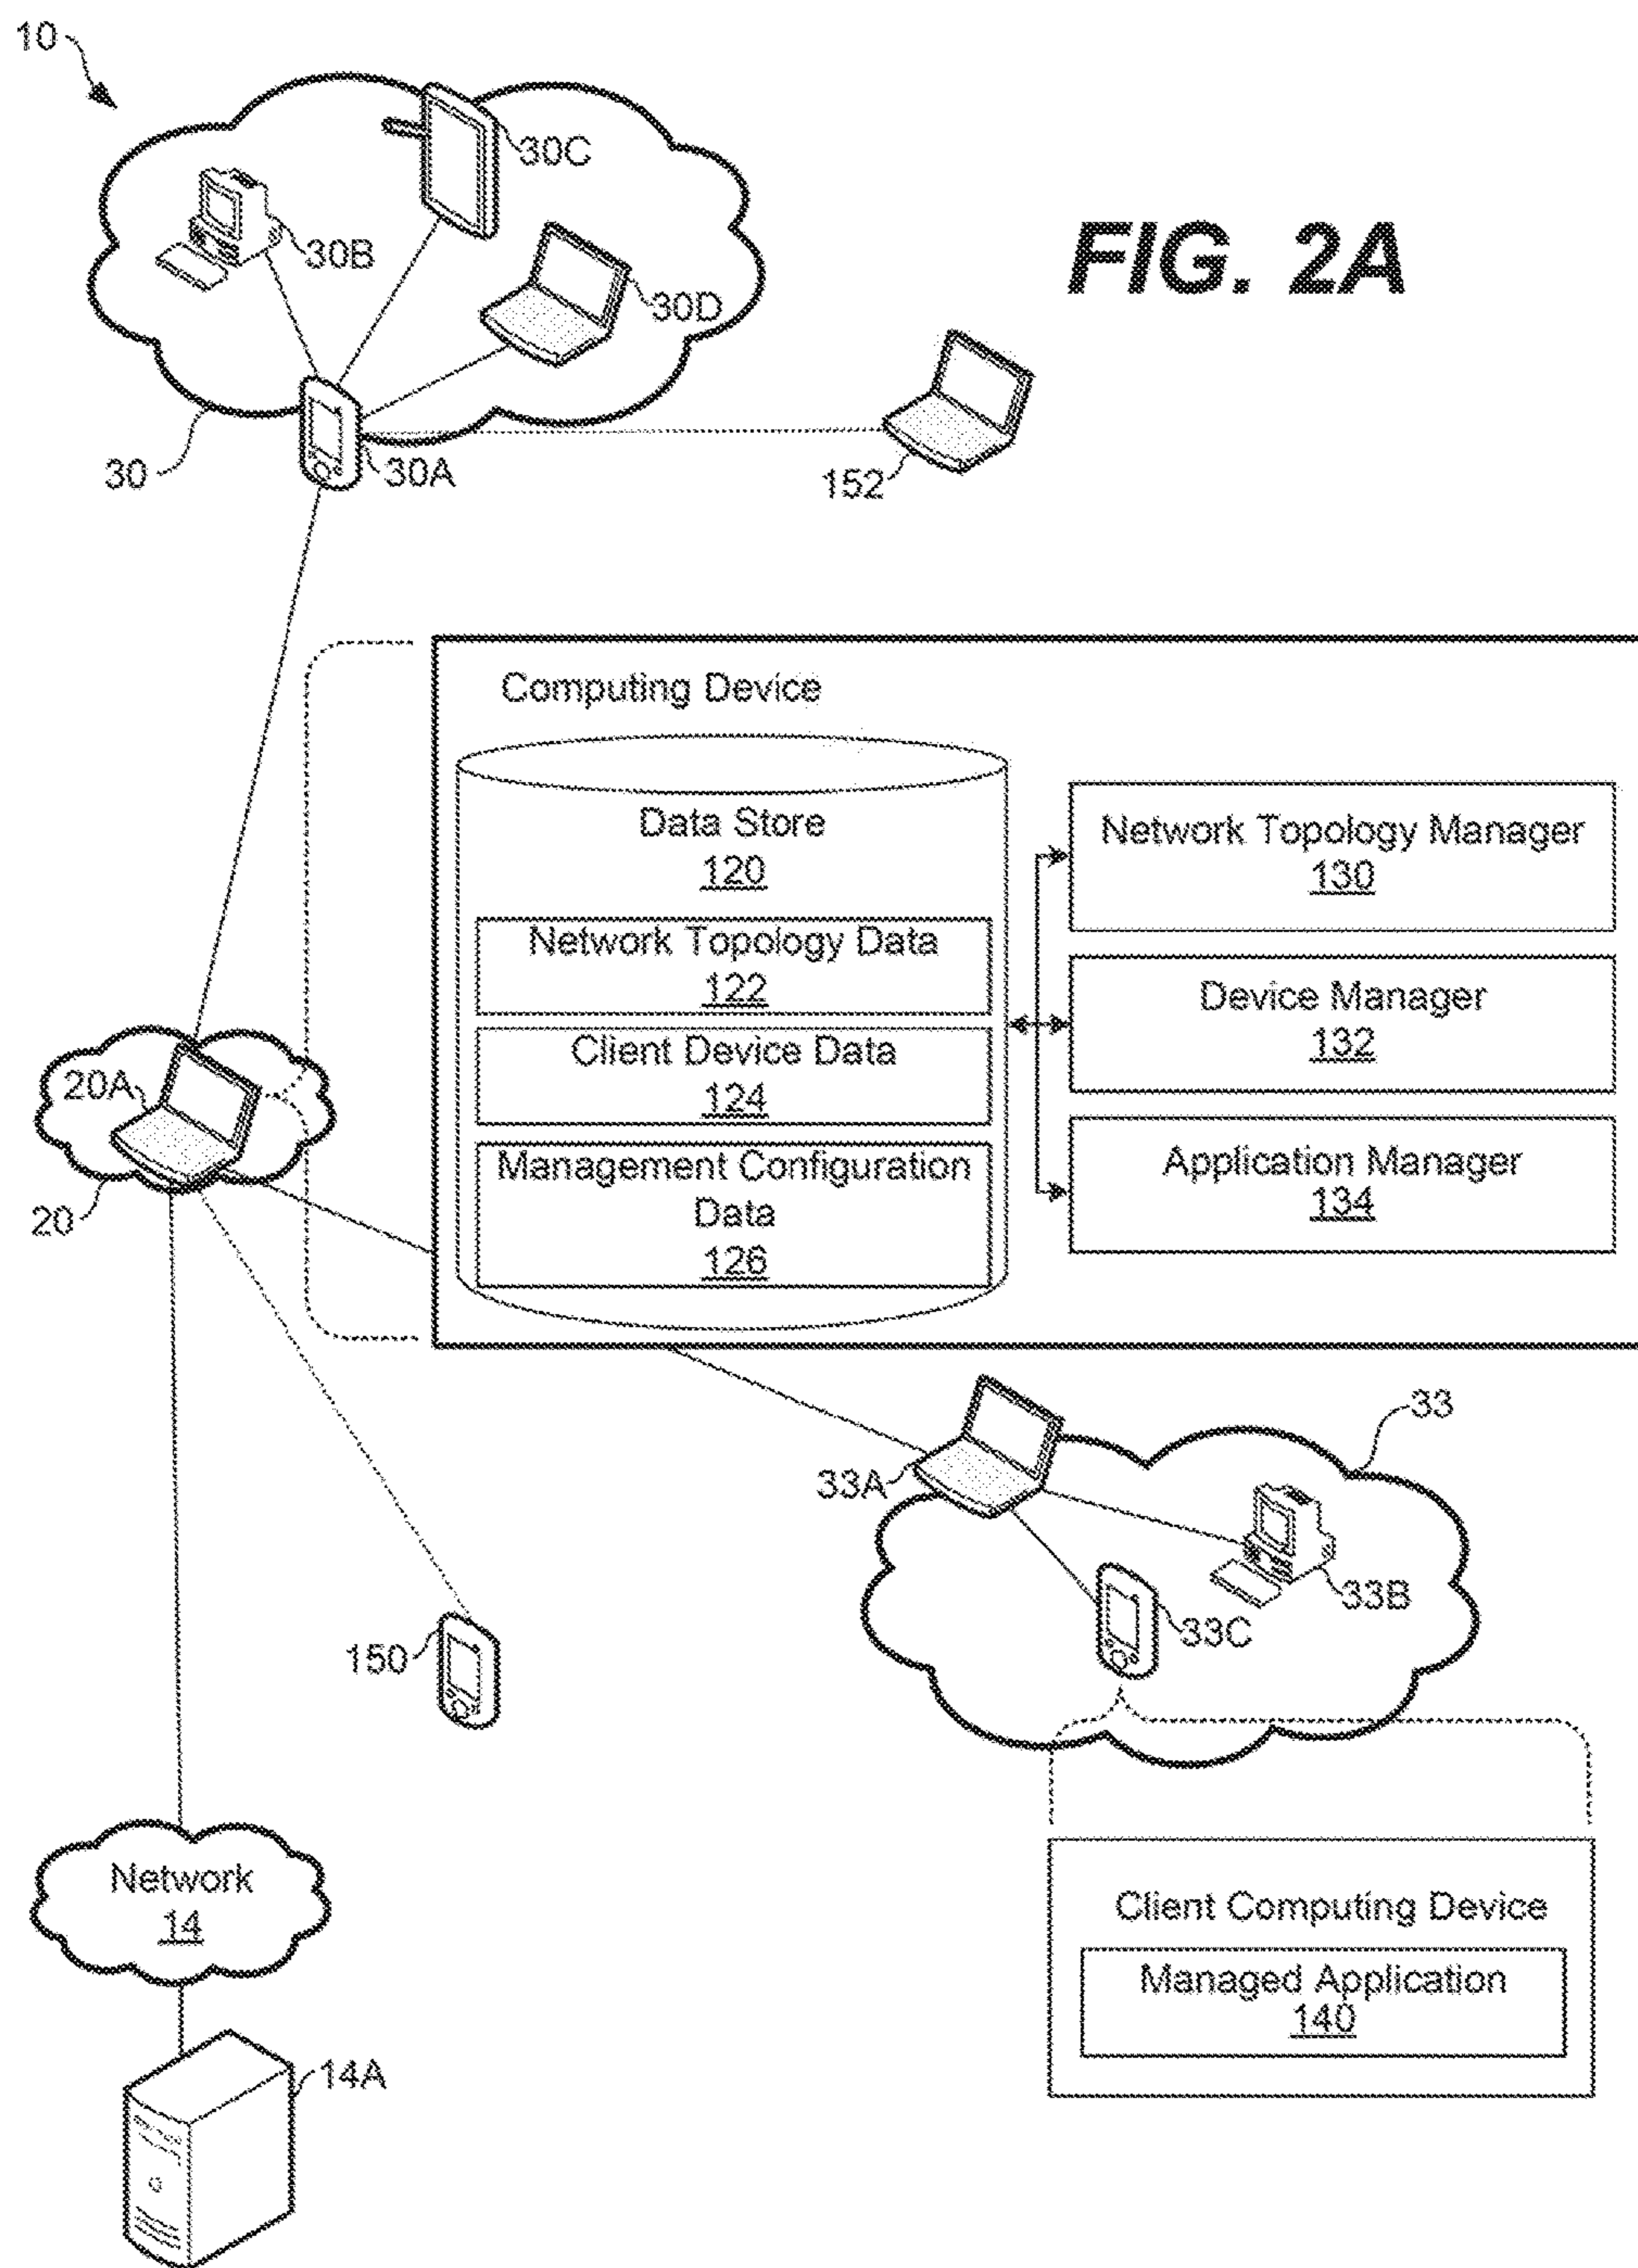 10
30C
FIG. 2A
30B
30D
30
30A
152
Computing Device
Data Store
120
Network Topology Manager
130
Network Topology Data
122
Device Manager
132
Client Device Data
124
20A
Application Manager
134
Management Configuration
Data
126
20
33
33A
33B
33C
150
Network
14
Client Computing Device
Managed Application
140
14A